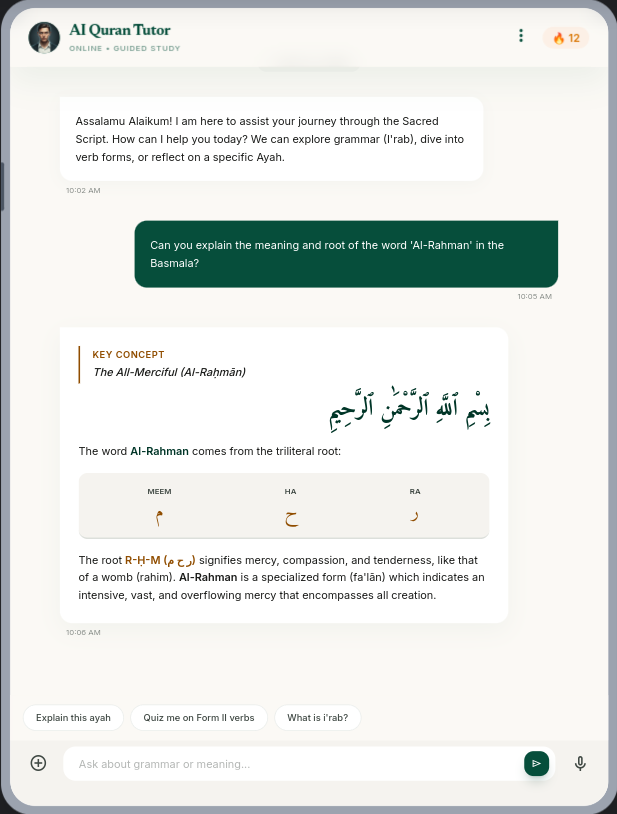 AI Quran Tutor
ONLINE • GUIDED STUDY
🔥 12
Assalamu Alaikum! I am here to assist your journey through the Sacred
Script. How can I help you today? We can explore grammar (I'rab), dive into
verb forms, or reflect on a specific Ayah.
10:02 AM
Can you explain the meaning and root of the word 'Al-Rahman' in the
Basmala?
10:05 AM
KEY CONCEPT
The All-Merciful (Al-Raḥmān)
بِسْمِ ٱللَّهِ ٱلرَّحْمَٰنِ ٱلرَّحِيمِ
The word Al-Rahman comes from the triliteral root:
MEEM HA RA
م ح ر
The root R-Ḥ-M (ر ح م) signifies mercy, compassion, and tenderness, like that
of a womb (rahim). Al-Rahman is a specialized form (fa'lān) which indicates an
intensive, vast, and overflowing mercy that encompasses all creation.
10:06 AM
Explain this ayah
Quiz me on Form II verbs
What is i'rab?
Ask about grammar or meaning...